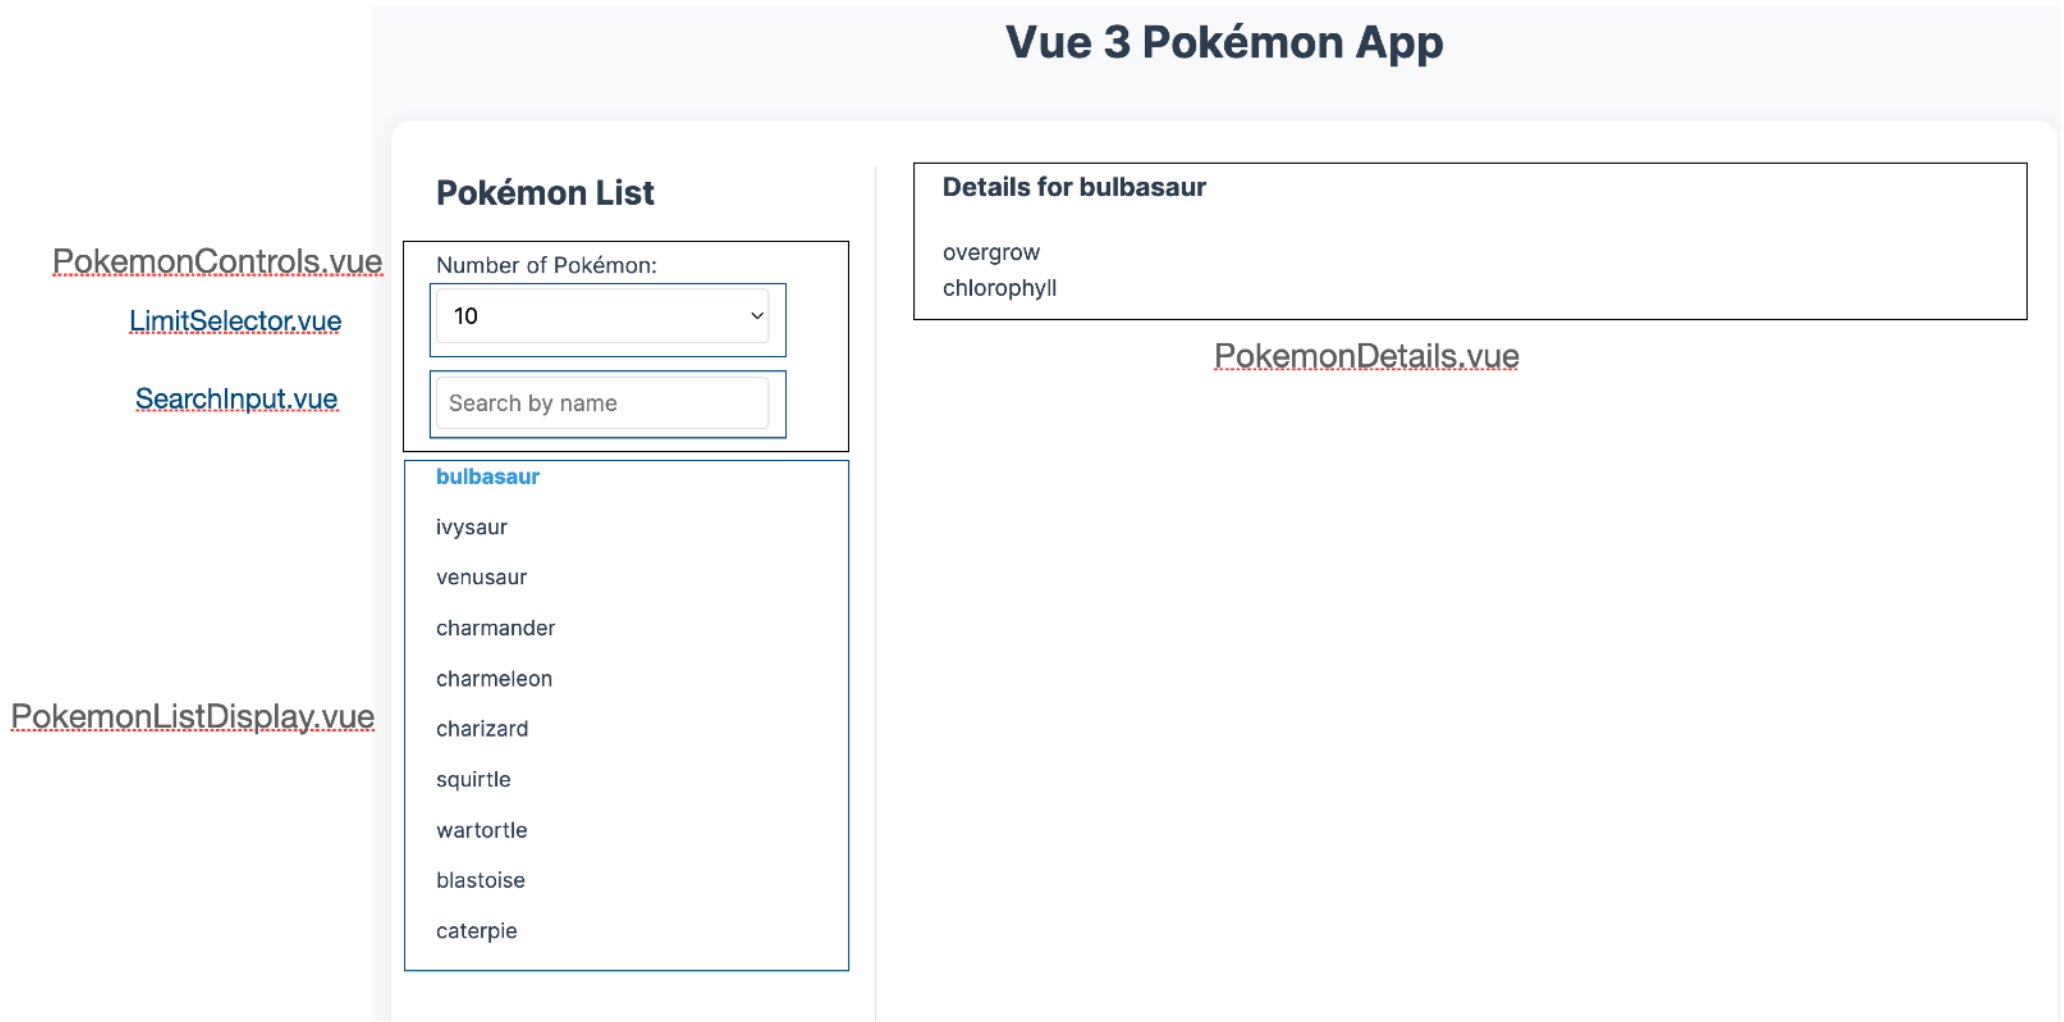 Vue 3 Pokémon App
Pokémon List
PokemonControls.vue
Number of Pokémon:
LimitSelector.vue
10
SearchInput.vue
Search by name
bulbasaur
ivysaur
venusaur
charmander
charmeleon
PokemonListDisplay.vue
charizard
squirtle
wartortle
blastoise
caterpie
Details for bulbasaur
overgrow
chlorophyll
PokemonDetails.vue